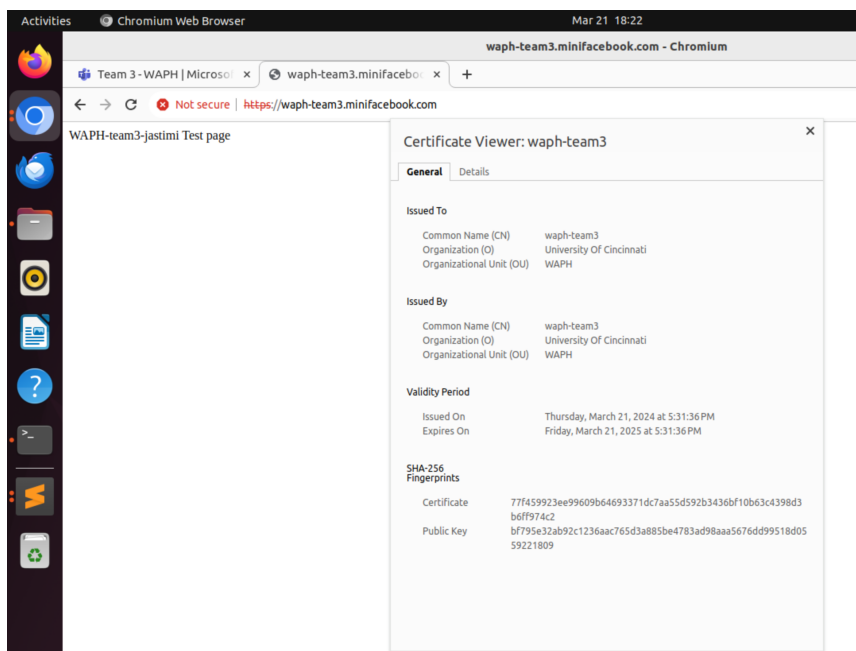 Activities Chromium Web Browser Mar 21 18:22
waph-team3.minifacebook.com - Chromium
Team 3 - WAPH | Microsof × waph-team3.minifaceboo × +
Not secure | https://waph-team3.minifacebook.com
WAPH-team3-jastimi Test page
Certificate Viewer: waph-team3 ×
General Details
Issued To
Common Name (CN) waph-team3
Organization (O) University Of Cincinnati
Organizational Unit (OU) WAPH
Issued By
Common Name (CN) waph-team3
Organization (O) University Of Cincinnati
Organizational Unit (OU) WAPH
Validity Period
Issued On Thursday, March 21, 2024 at 5:31:36 PM
Expires On Friday, March 21, 2025 at 5:31:36 PM
SHA-256
Fingerprints
Certificate 77f459923ee99609b64693371dc7aa55d592b3436bf10b63c4398d3
b6ff974c2
Public Key bf795e32ab92c1236aac765d3a885be4783ad98aaa5676dd99518d05
59221809